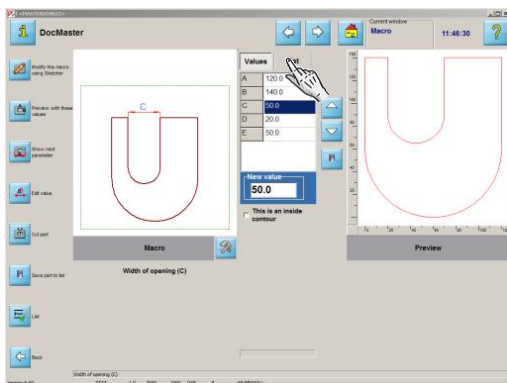 DocMaster
Current window
Macro
11:46:30
Modify this macro
using Sketcher
Preview with these
values
Show next
parameter
Edit value
Cut part
Save part to list
List
Back
C
Macro
Width of opening (C)
Values
A 120.0
B 140.0
C 50.0
D 20.0
E 50.0
New value
50.0
This is an inside
contour
Preview
Width of opening (C)